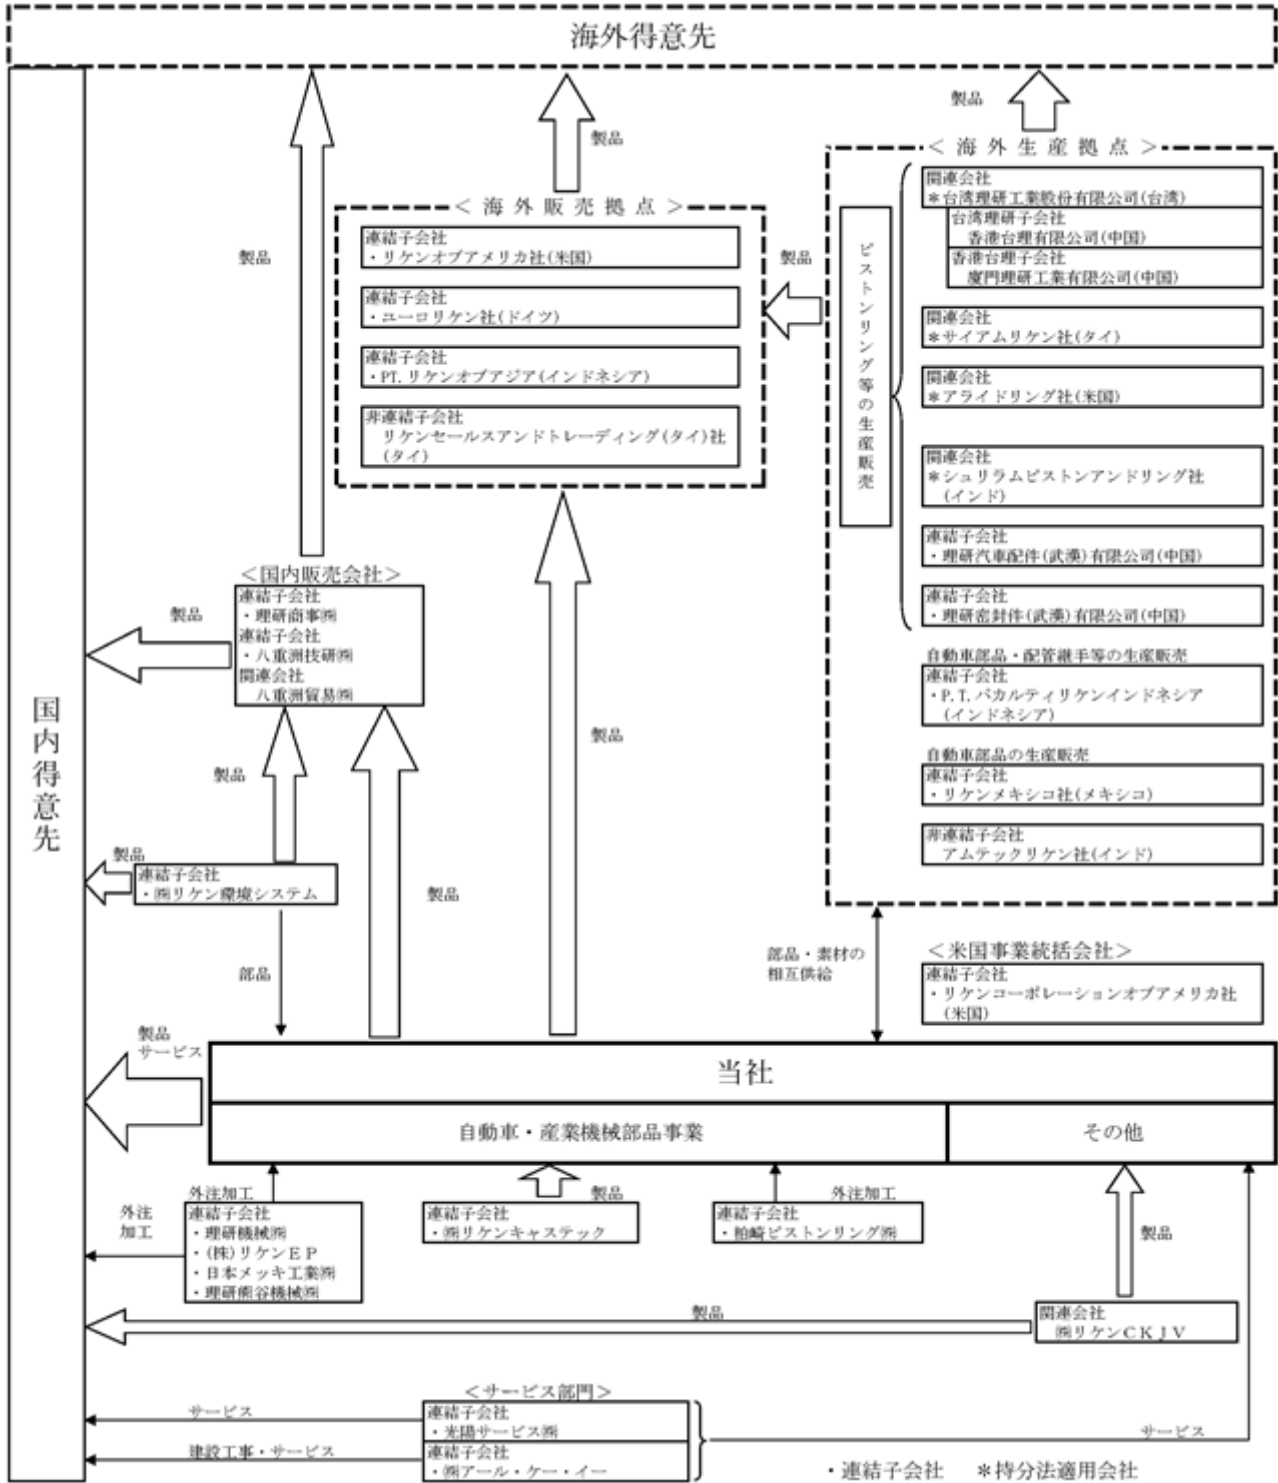 海外得意先
国内得意先
製品
製品
製品
＜海外生産拠点＞
ピストンリング等の生産販売
関連会社
＊台湾理研工業股份有限公司(台湾)
台湾理研子会社
香港台理有限公司(中国)
香港台理子会社
廈門理研工業有限公司(中国)
関連会社
＊サイアムリケン社(タイ)
関連会社
＊アライドリング社(米国)
関連会社
＊シュリラムピストンアンドリング社
(インド)
連結子会社
・理研汽車配件(武漢)有限公司(中国)
連結子会社
・理研密封件(武漢)有限公司(中国)
自動車部品・配管継手等の生産販売
連結子会社
・P.T.パカルティリケンインドネシア
(インドネシア)
自動車部品の生産販売
連結子会社
・リケンメキシコ社(メキシコ)
非連結子会社
アムテックリケン社(インド)
製品
＜海外販売拠点＞
連結子会社
・リケンオブアメリカ社(米国)
連結子会社
・ユーロリケン社(ドイツ)
連結子会社
・PT.リケンオブアジア(インドネシア)
非連結子会社
リケンセールスアンドトレーディング(タイ)社
(タイ)
＜国内販売会社＞
連結子会社
・理研商事㈱
連結子会社
・八重洲技研㈱
関連会社
八重洲貿易㈱
製品
製品
製品
製品
製品
連結子会社
・㈱リケン環境システム
部品
部品・素材の
相互供給
＜米国事業統括会社＞
連結子会社
・リケンコーポレーションオブアメリカ社
(米国)
製品
サービス
当社
自動車・産業機械部品事業
その他
外注加工
外注
加工
連結子会社
・理研機械㈱
・(株)リケンＥＰ
・日本メッキ工業㈱
・理研熊谷機械㈱
製品
連結子会社
・㈱リケンキャステック
外注加工
連結子会社
・柏崎ピストンリング㈱
製品
製品
関連会社
㈱リケンＣＫＪＶ
＜サービス部門＞
サービス
連結子会社
・光陽サービス㈱
建設工事・サービス
連結子会社
・㈱アール・ケー・イー
サービス
・連結子会社　＊持分法適用会社